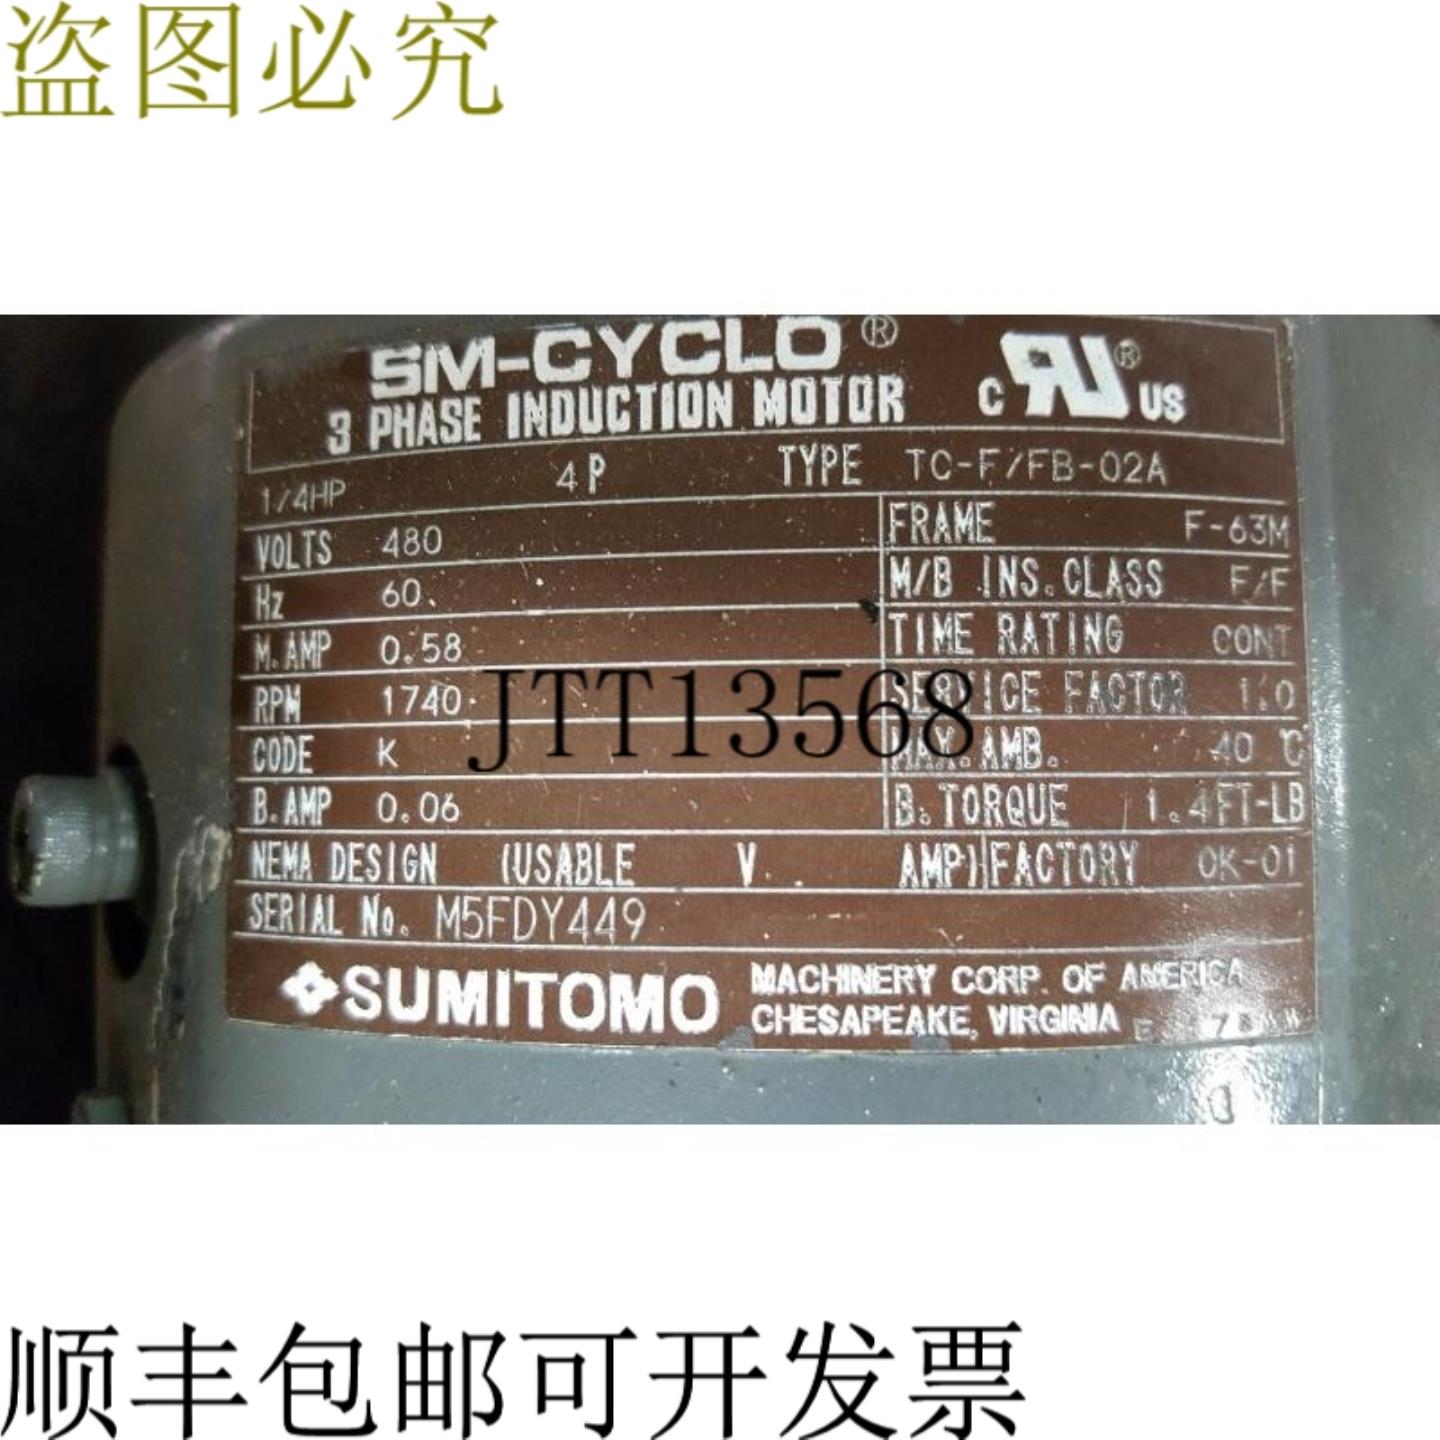 盗图必究
SM-CYCLO®
3 PHASE INDUCTION MOTOR
C RU® US
1/4HP 4P TYPE TC-F/FB-02A
VOLTS 480 FRAME F-63M
Hz 60 M/B INS.CLASS F/F
M.AMP 0.58 TIME RATING CONT
RPM 1740 SERVICE FACTOR 1.0
JTT13568
CODE K MAX.AMB. 40 ℃
B.AMP 0.06 B.TORQUE 1.4FT-LB
NEMA DESIGN (USABLE V. AMP) FACTORY OK-01
SERIAL No. M5FDY449
SUMITOMO MACHINERY CORP. OF AMERICA
CHESAPEAKE, VIRGINIA
顺丰包邮可开发票